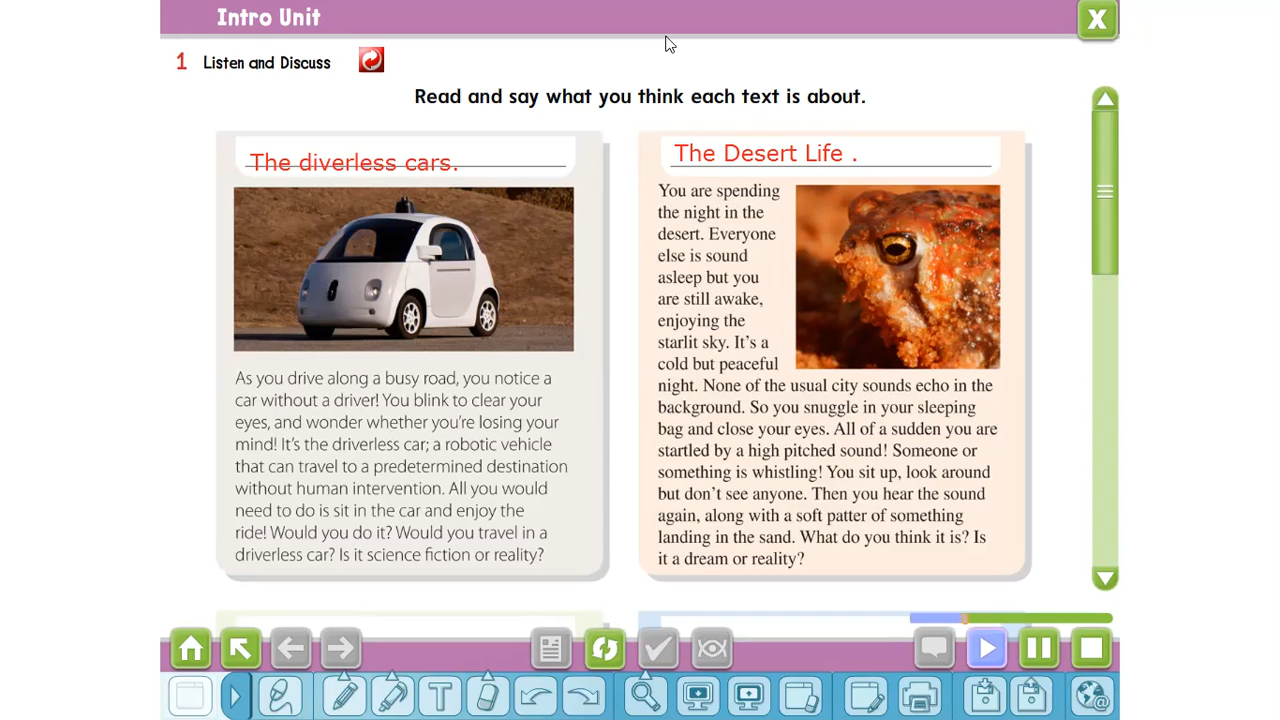 Intro Unit
X
1 Listen and Discuss
Read and say what you think each text is about.
The diverless cars.
As you drive along a busy road, you notice a
car without a driver! You blink to clear your
eyes, and wonder whether you're losing your
mind! It's the driverless car; a robotic vehicle
that can travel to a predetermined destination
without human intervention. All you would
need to do is sit in the car and enjoy the
ride! Would you do it? Would you travel in a
driverless car? Is it science fiction or reality?
The Desert Life .
You are spending
the night in the
desert. Everyone
else is sound
asleep but you
are still awake,
enjoying the
starlit sky. It's a
cold but peaceful
night. None of the usual city sounds echo in the
background. So you snuggle in your sleeping
bag and close your eyes. All of a sudden you are
startled by a high pitched sound! Someone or
something is whistling! You sit up, look around
but don't see anyone. Then you hear the sound
again, along with a soft patter of something
landing in the sand. What do you think it is? Is
it a dream or reality?
T